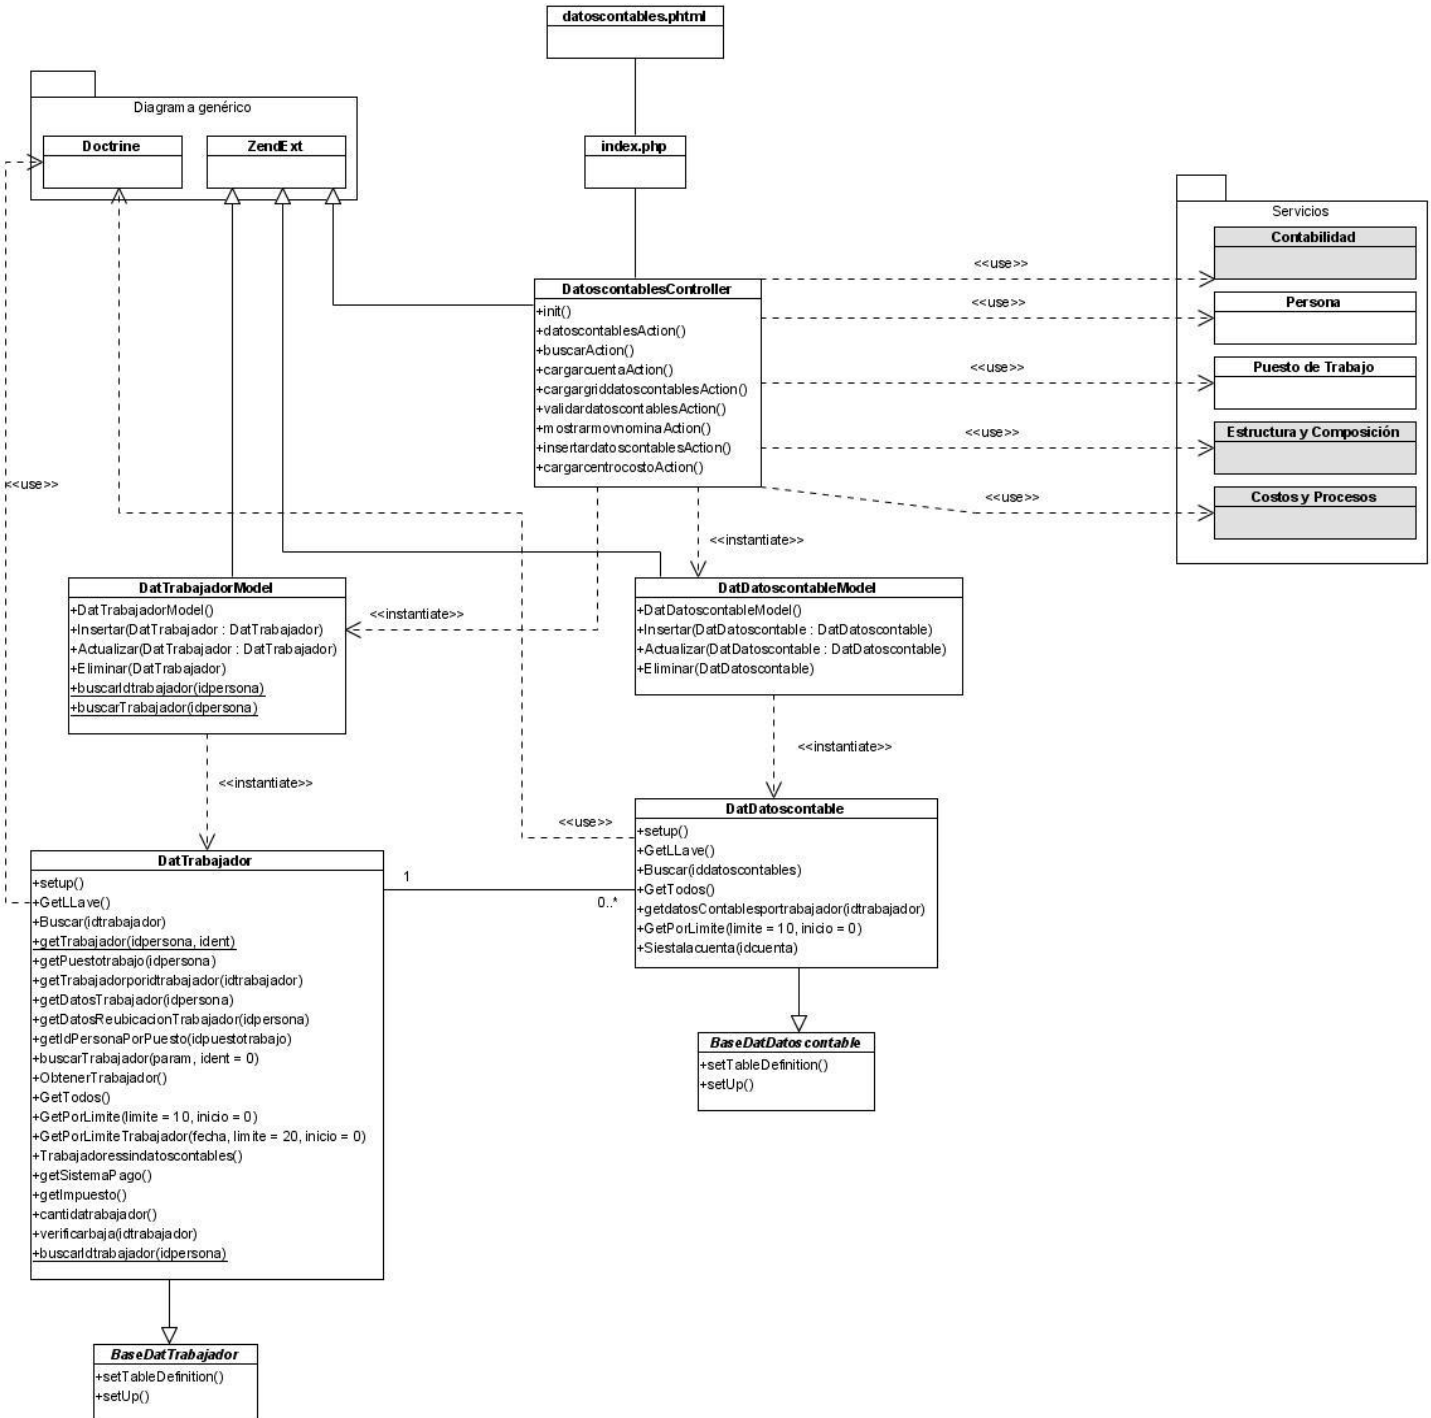 datoscontables.phtml
Diagrama genérico
Doctrine
ZendExt
index.php
Servicios
Contabilidad
Persona
Puesto de Trabajo
Estructura y Composición
Costos y Procesos
<<use>>
<<use>>
<<use>>
<<use>>
<<use>>
DatoscontablesController
+init()
+datoscontablesAction()
+buscarAction()
+cargarcuentaAction()
+cargargriddatoscontablesAction()
+validardatoscontablesAction()
+mostrarmovnominaAction()
+insertardatoscontablesAction()
+cargarcentrocostoAction()
<<use>>
<<instantiate>>
<<instantiate>>
DatTrabajadorModel
+DatTrabajadorModel()
+Insertar(DatTrabajador : DatTrabajador)
+Actualizar(DatTrabajador : DatTrabajador)
+Eliminar(DatTrabajador)
+buscarIdtrabajador(idpersona)
+buscarTrabajador(idpersona)
DatDatoscontableModel
+DatDatoscontableModel()
+Insertar(DatDatoscontable : DatDatoscontable)
+Actualizar(DatDatoscontable : DatDatoscontable)
+Eliminar(DatDatoscontable)
<<instantiate>>
<<instantiate>>
<<use>>
DatDatoscontable
+setup()
+GetLLave()
+Buscar(iddatoscontables)
+GetTodos()
+getdatosContablesportrabajador(idtrabajador)
+GetPorLimite(limite = 10, inicio = 0)
+Siestalacuenta(idcuenta)
1
0..*
DatTrabajador
+setup()
+GetLLave()
+Buscar(idtrabajador)
+getTrabajador(idpersona, ident)
+getPuestotrabajo(idpersona)
+getTrabajadorporidtrabajador(idtrabajador)
+getDatosTrabajador(idpersona)
+getDatosReubicacionTrabajador(idpersona)
+getIdPersonaPorPuesto(idpuestotrabajo)
+buscarTrabajador(param, ident = 0)
+ObtenerTrabajador()
+GetTodos()
+GetPorLimite(limite = 10, inicio = 0)
+GetPorLimiteTrabajador(fecha, limite = 20, inicio = 0)
+Trabajadoressindatoscontables()
+getSistemaPago()
+getImpuesto()
+cantidatrabajador()
+verificarbaja(idtrabajador)
+buscarIdtrabajador(idpersona)
BaseDatDatoscontable
+setTableDefinition()
+setUp()
BaseDatTrabajador
+setTableDefinition()
+setUp()